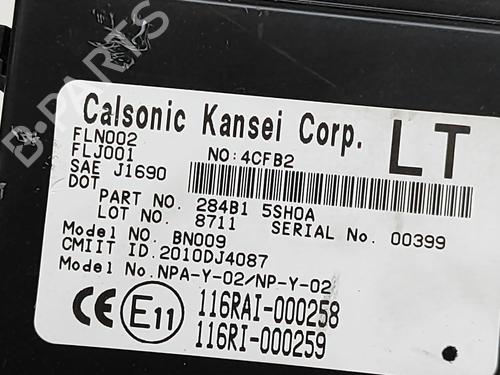 B-PARTS
Calsonic Kansei Corp. LT
FLN002
FLJ001 NO:4CFB2
SAE J1690
DOT
PART NO. 284B1 5SH0A
LOT NO. 8711 SERIAL No. 00399
Model No. BN009
CMIIT ID.2010DJ4087
Model No.NPA-Y-02/NP-Y-02
CE E11 116RAI-000258
116RI-000259